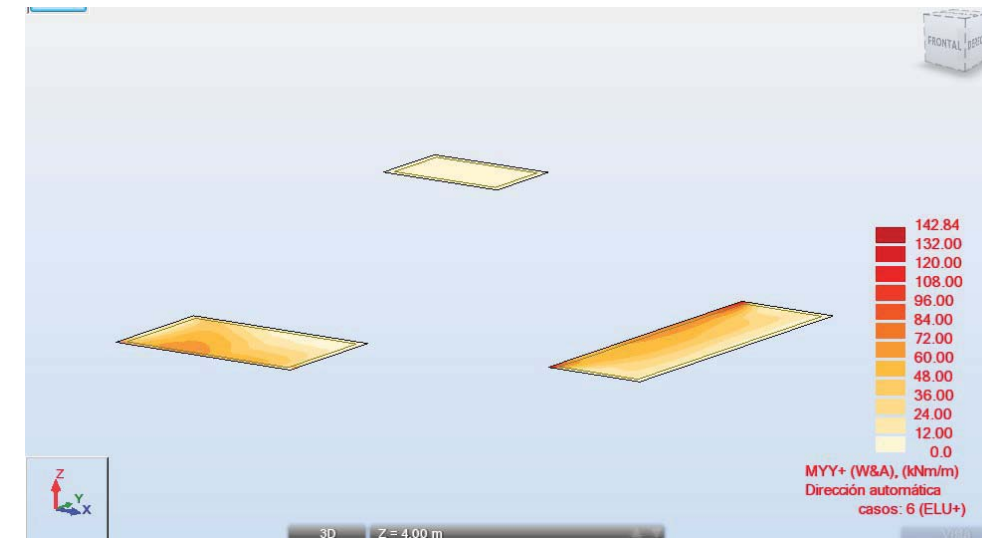 FRONTAL
142.84
132.00
120.00
108.00
96.00
84.00
72.00
60.00
48.00
36.00
24.00
12.00
0.0
MYY+ (W&A), (kNm/m)
Dirección automática
casos: 6 (ELU+)
Z
Y
X
3D Z = 4.00 m